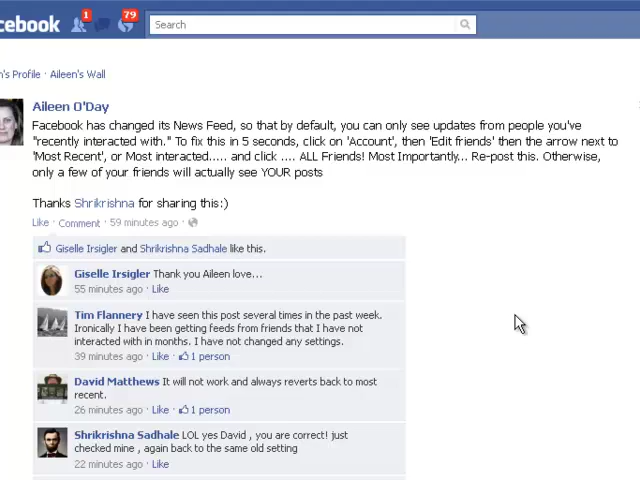 cebook
1
79
Search
n's Profile · Aileen's Wall
Aileen O'Day
Facebook has changed its News Feed, so that by default, you can only see updates from people you've
"recently interacted with." To fix this in 5 seconds, click on 'Account', then 'Edit friends' then the arrow next to
'Most Recent', or Most interacted..... and click .... ALL Friends! Most Importantly... Re-post this. Otherwise,
only a few of your friends will actually see YOUR posts
Thanks Shrikrishna for sharing this:)
Like · Comment · 59 minutes ago ·
Giselle Irsigler and Shrikrishna Sadhale like this.
Giselle Irsigler Thank you Aileen love...
55 minutes ago · Like
Tim Flannery I have seen this post several times in the past week.
Ironically I have been getting feeds from friends that I have not
interacted with in months. I have not changed any settings.
39 minutes ago · Like · 1 person
David Matthews It will not work and always reverts back to most
recent.
26 minutes ago · Like · 1 person
Shrikrishna Sadhale LOL yes David , you are correct! just
checked mine , again back to the same old setting
22 minutes ago · Like